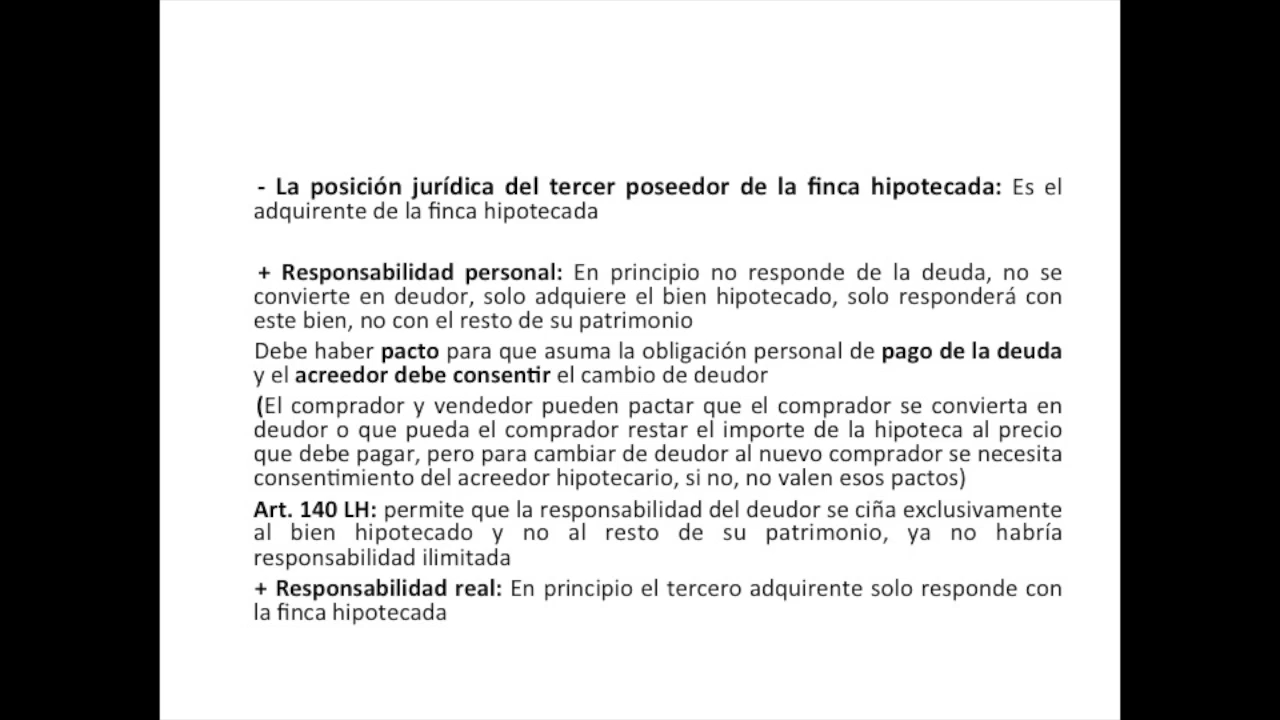 - La posición jurídica del tercer poseedor de la finca hipotecada: Es el
adquirente de la finca hipotecada
+ Responsabilidad personal: En principio no responde de la deuda, no se
convierte en deudor, solo adquiere el bien hipotecado, solo responderá con
este bien, no con el resto de su patrimonio
Debe haber pacto para que asuma la obligación personal de pago de la deuda
y el acreedor debe consentir el cambio de deudor
(El comprador y vendedor pueden pactar que el comprador se convierta en
deudor o que pueda el comprador restar el importe de la hipoteca al precio
que debe pagar, pero para cambiar de deudor al nuevo comprador se necesita
consentimiento del acreedor hipotecario, si no, no valen esos pactos)
Art. 140 LH: permite que la responsabilidad del deudor se ciña exclusivamente
al bien hipotecado y no al resto de su patrimonio, ya no habría
responsabilidad ilimitada
+ Responsabilidad real: En principio el tercero adquirente solo responde con
la finca hipotecada